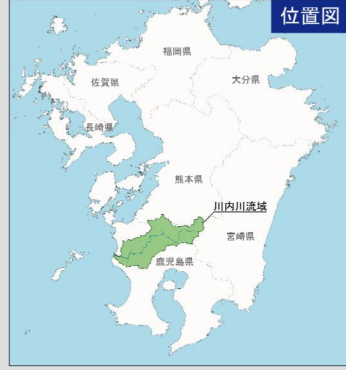 位置図
福岡県
佐賀県
大分県
長崎県
熊本県
川内川流域
宮崎県
鹿児島県